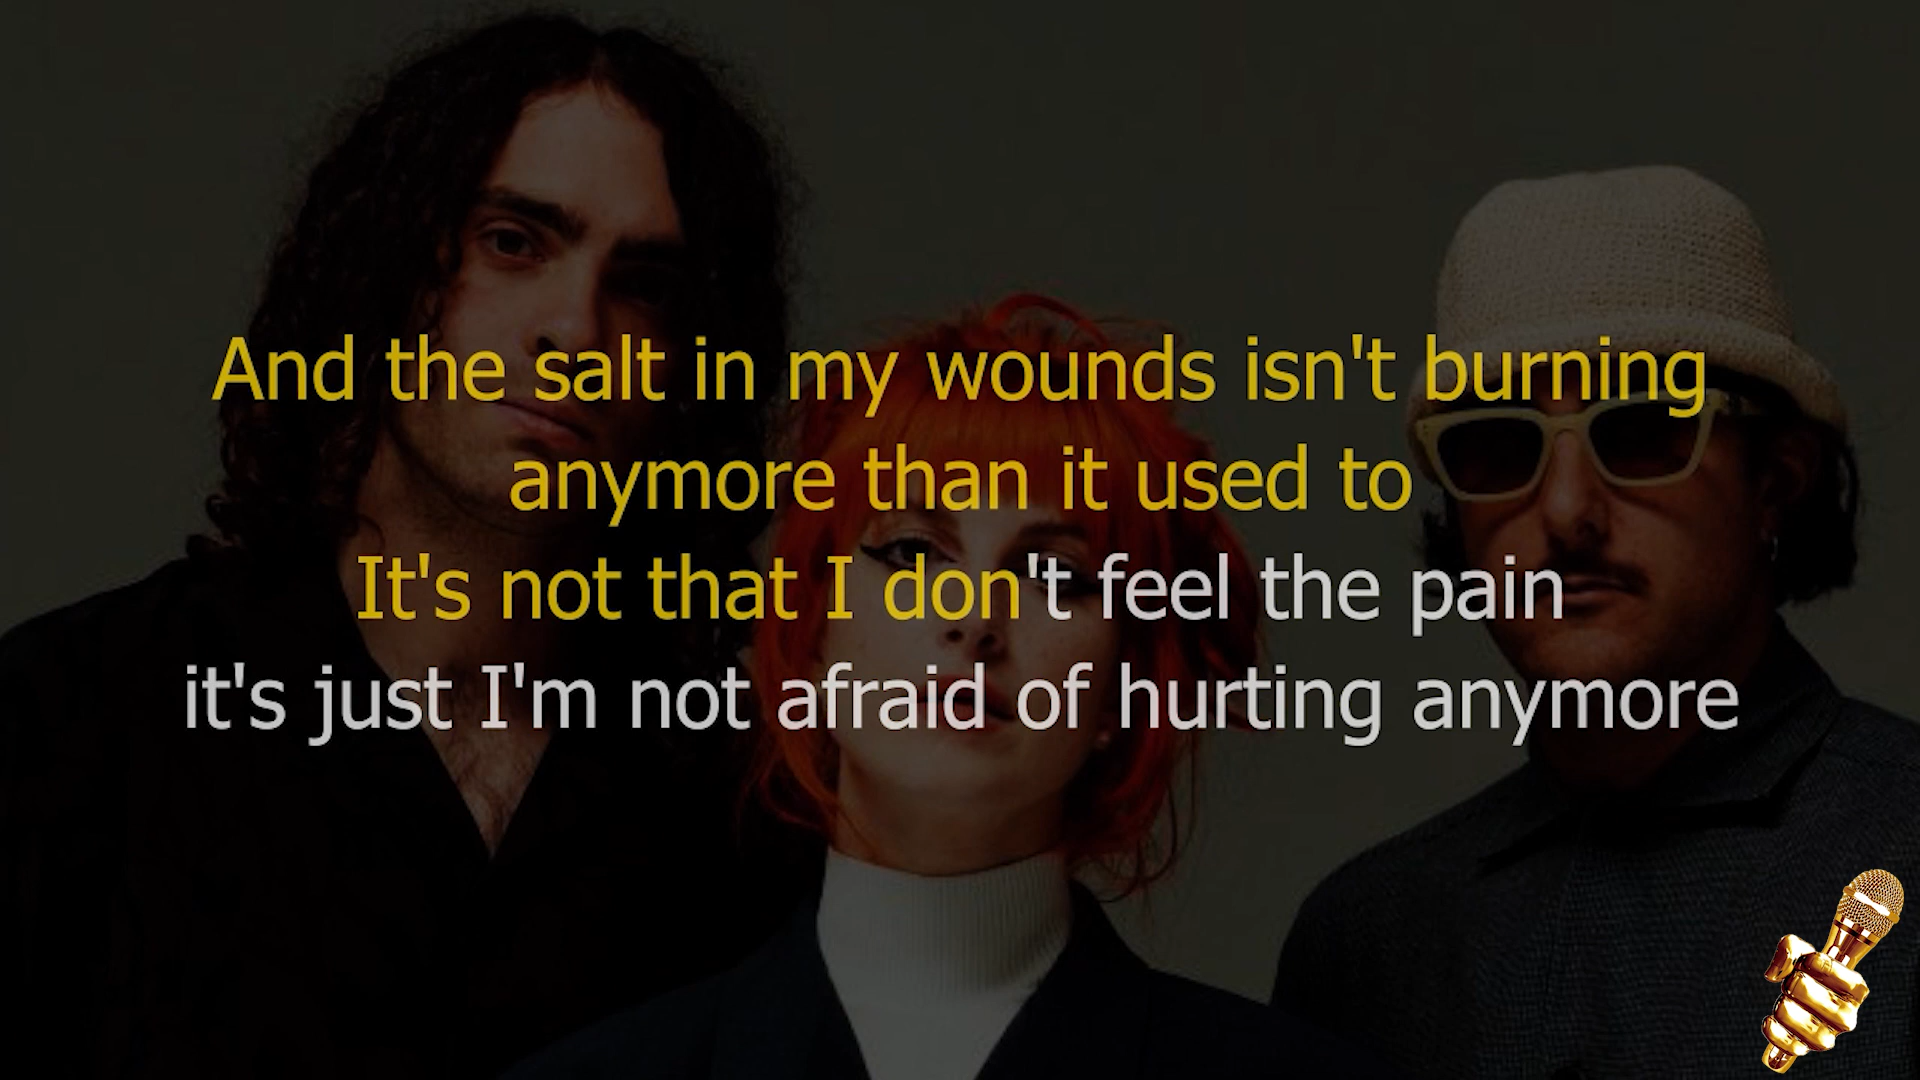 And the salt in my wounds isn't burning
anymore than it used to
It's not that I don't feel the pain
it's just I'm not afraid of hurting anymore